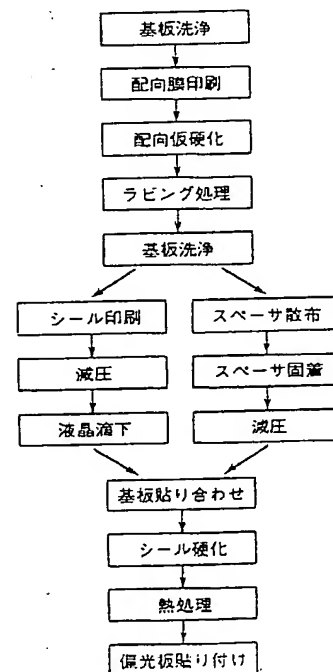 基板洗浄
配向膜印刷
配向仮硬化
ラビング処理
基板洗浄
シール印刷
スペーサ散布
減圧
スペーサ固着
液晶滴下
減圧
基板貼り合わせ
シール硬化
熱処理
偏光板貼り付け